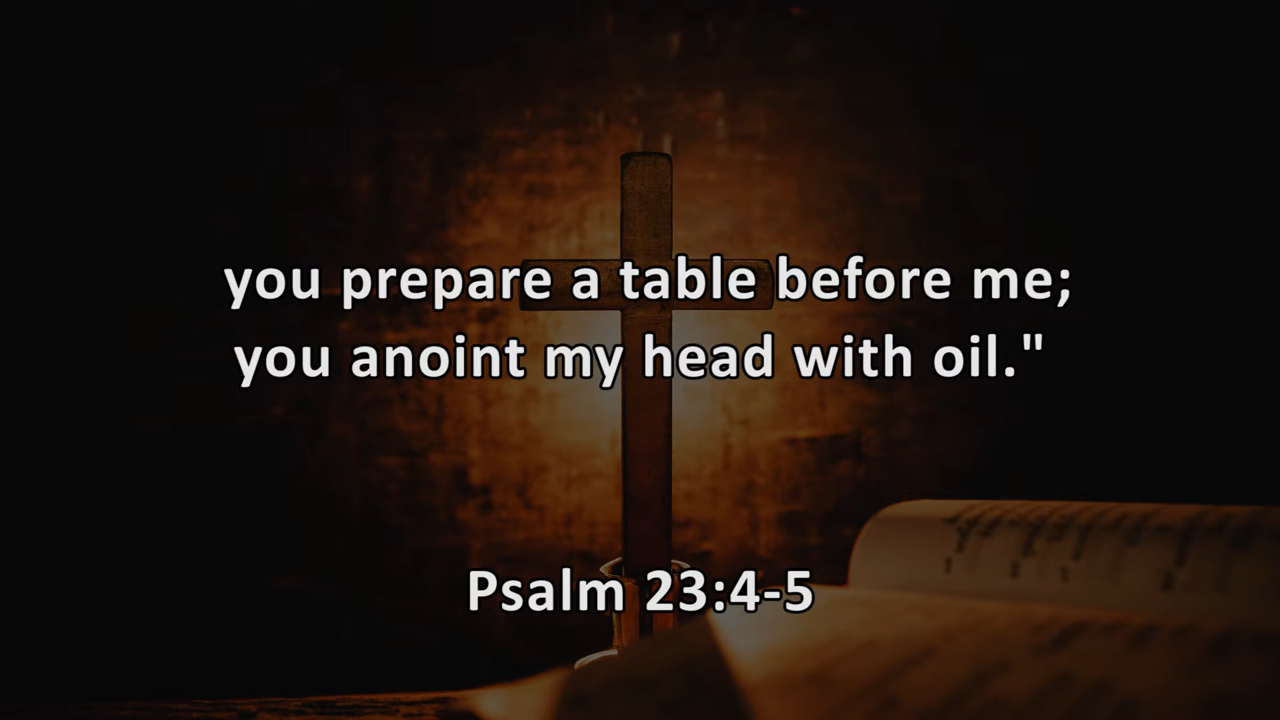 you prepare a table before me;
you anoint my head with oil."
Psalm 23:4-5